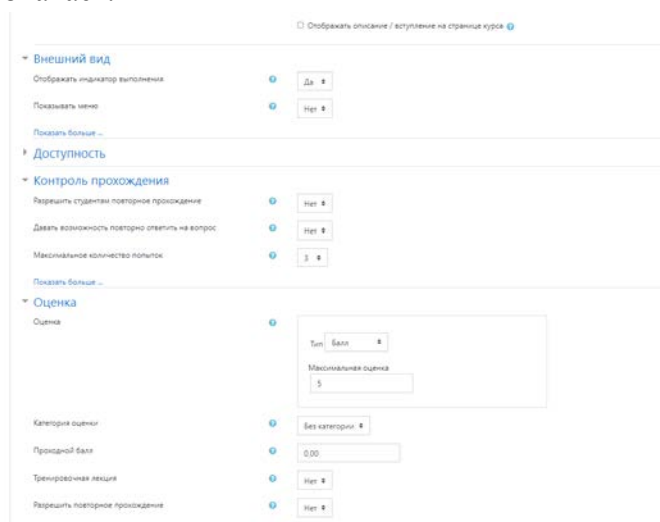 Отображать описание / вступление на странице курса
Внешний вид
Отображать индикатор выполнения Да
Показывать меню Нет
Показать больше ...
Доступность
Контроль прохождения
Разрешить студентам повторное прохождение Нет
Давать возможность повторно ответить на вопрос Нет
Максимальное количество попыток 3
Показать больше ...
Оценка
Оценка
Тип Балл
Максимальная оценка
5
Категория оценки Без категории
Проходной балл 0,00
Тренировочная лекция Нет
Разрешить повторное прохождение Нет